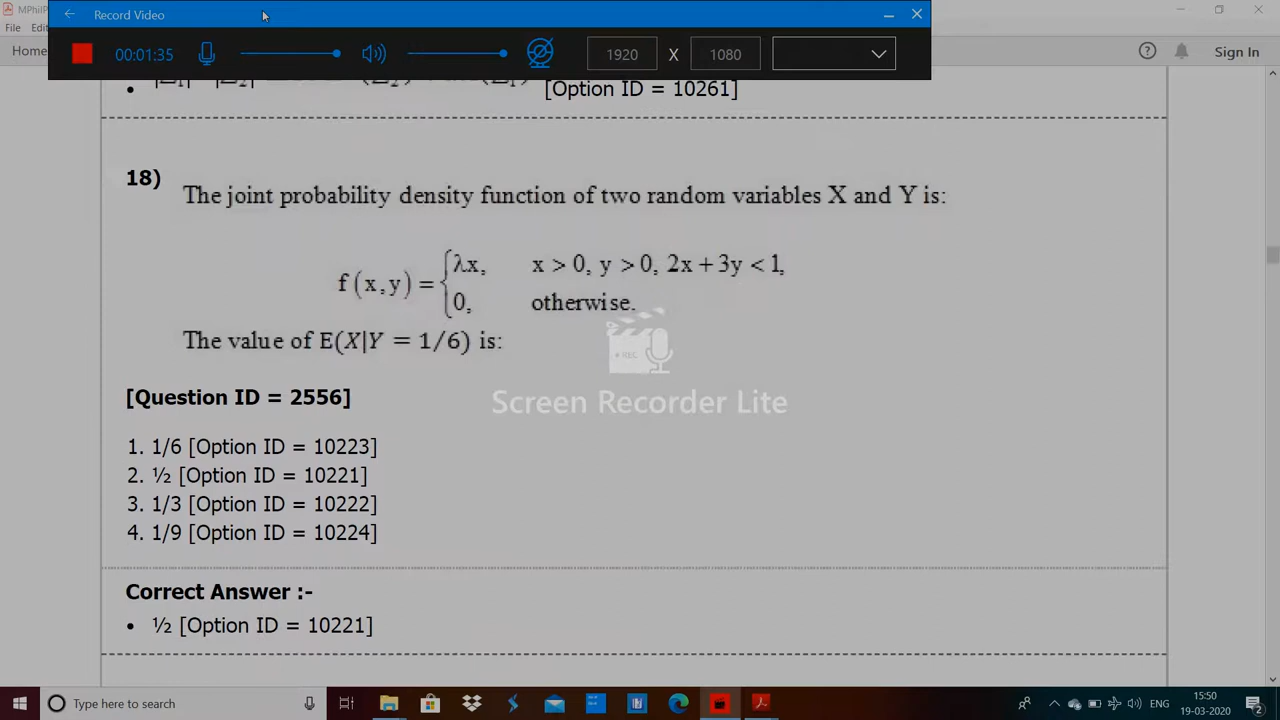 MPhilP
Record Video
File
Home
00:01:35
1920 X 1080
Sign In
[Option ID = 10261]
18) The joint probability density function of two random variables X and Y is:
f(x,y) = {λx, x > 0, y > 0, 2x + 3y < 1,
0, otherwise.
The value of E(X|Y = 1/6) is:
REC
Screen Recorder Lite
[Question ID = 2556]
1. 1/6 [Option ID = 10223]
2. ½ [Option ID = 10221]
3. 1/3 [Option ID = 10222]
4. 1/9 [Option ID = 10224]
Correct Answer :-
• ½ [Option ID = 10221]
Type here to search
ENG
15:50
19-03-2020
2